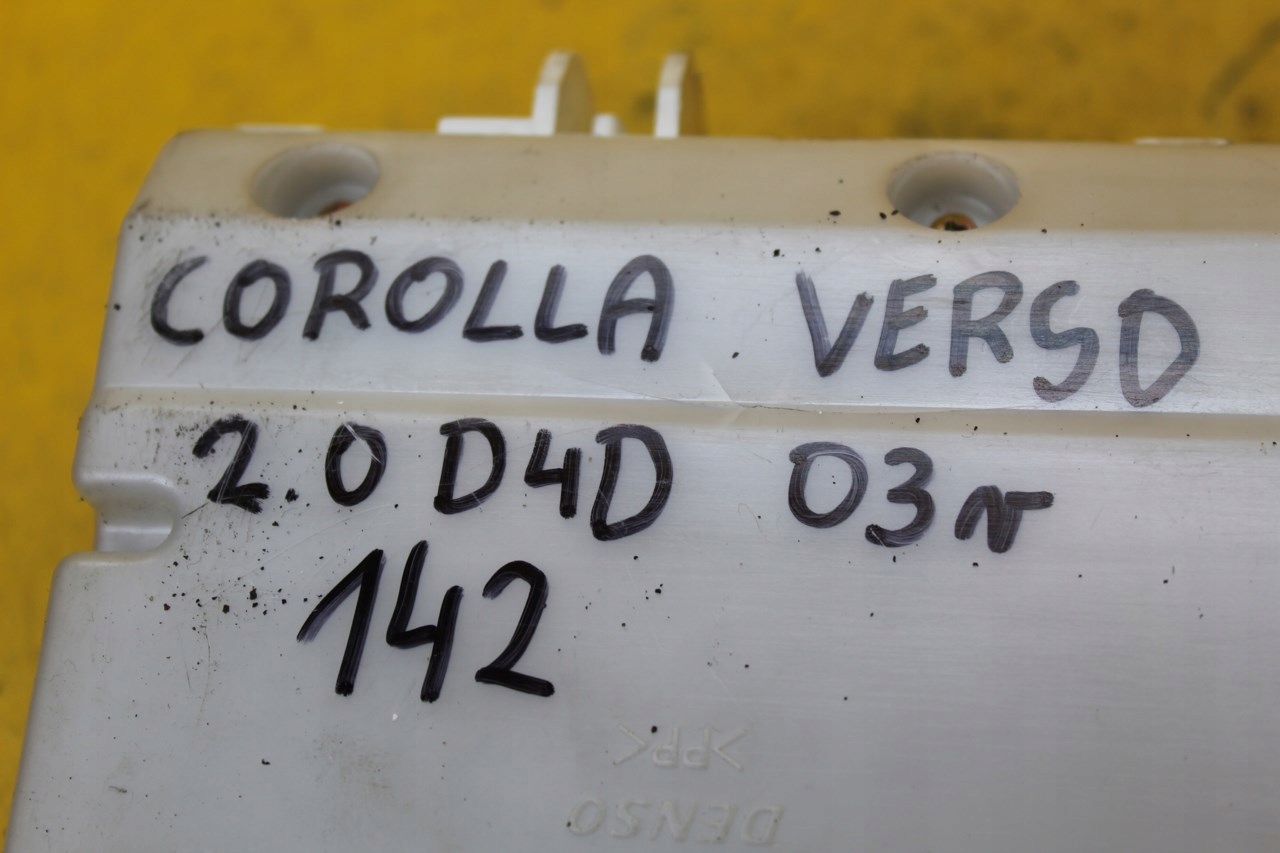 COROLLA VERSO
2.0 D4D 03r
142
>PP<
DENSO